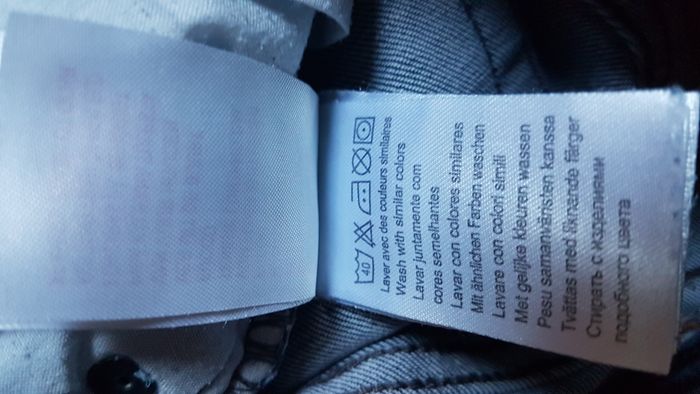 40
Laver avec des couleurs similaires
Wash with similar colors
Lavar juntamente com
cores semelhantes
Lavar con colores similares
Mit ähnlichen Farben waschen
Lavare con colori simili
Met gelijke kleuren wassen
Pesu samanväristen kanssa
Tvättas med liknande färger
Стирать с изделиями
подобного цвета